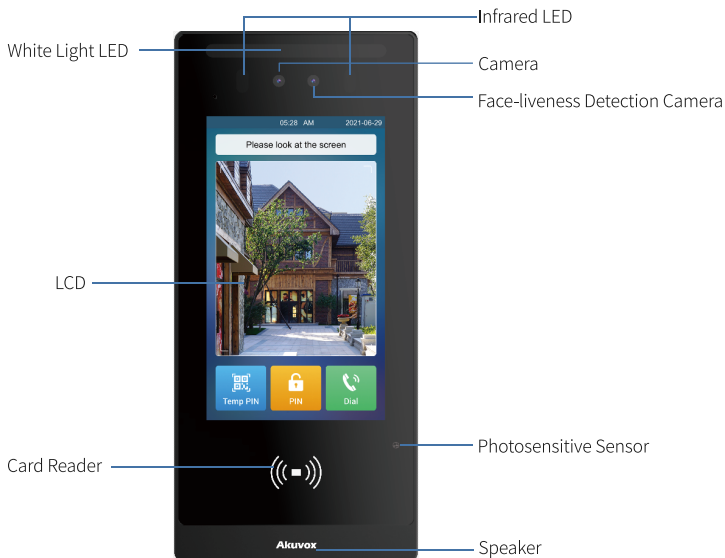 Infrared LED
White Light LED
Camera
Face-liveness Detection Camera
05:28 AM 2021-06-29
Please look at the screen
LCD
Temp PIN PIN Dial
Photosensitive Sensor
Card Reader
Akuvox
Speaker